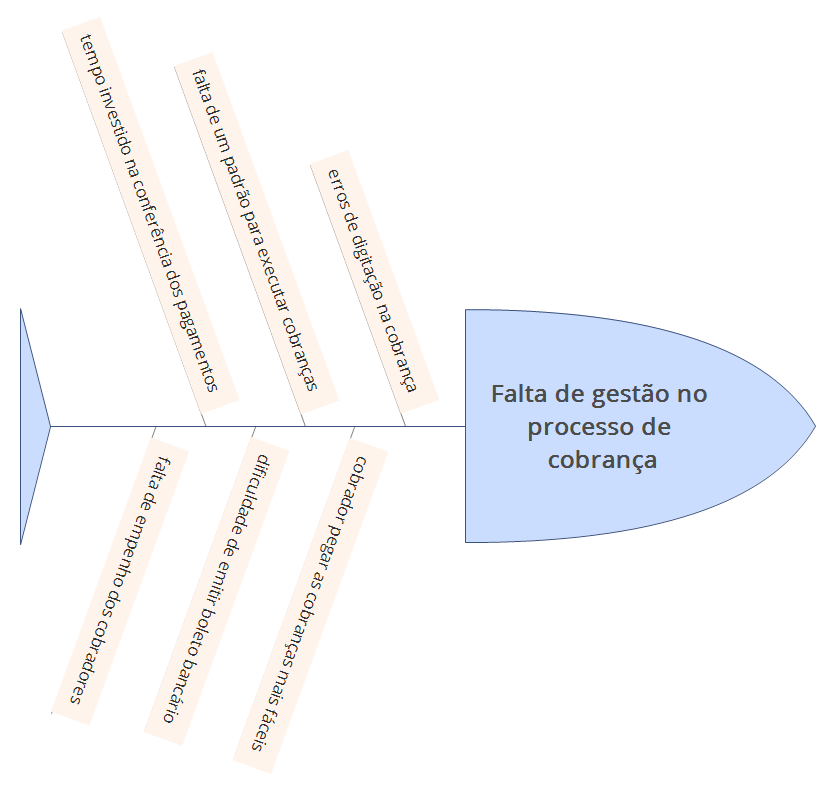 tempo investido na conferência dos pagamentos
falta de um padrão para executar cobranças
erros de digitação na cobrança
Falta de gestão no
processo de
cobrança
falta de empenho dos cobradores
dificuldade de emitir boleto bancário
cobrador pegar as cobranças mais fáceis